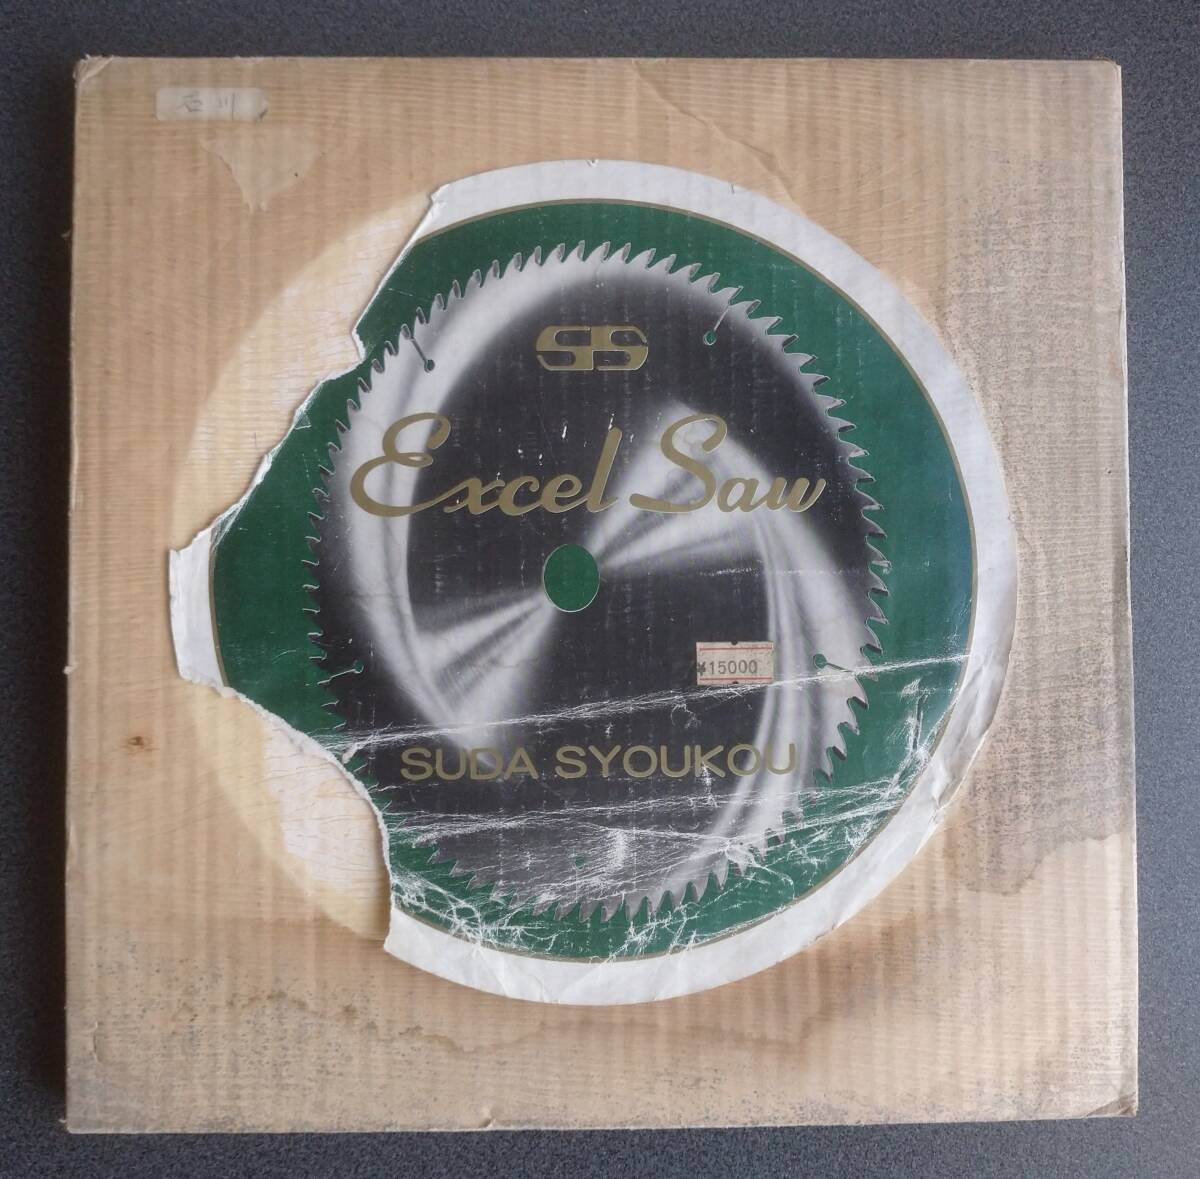 石川
SS
Excel Saw
¥15000
SUDA SYOUKOU